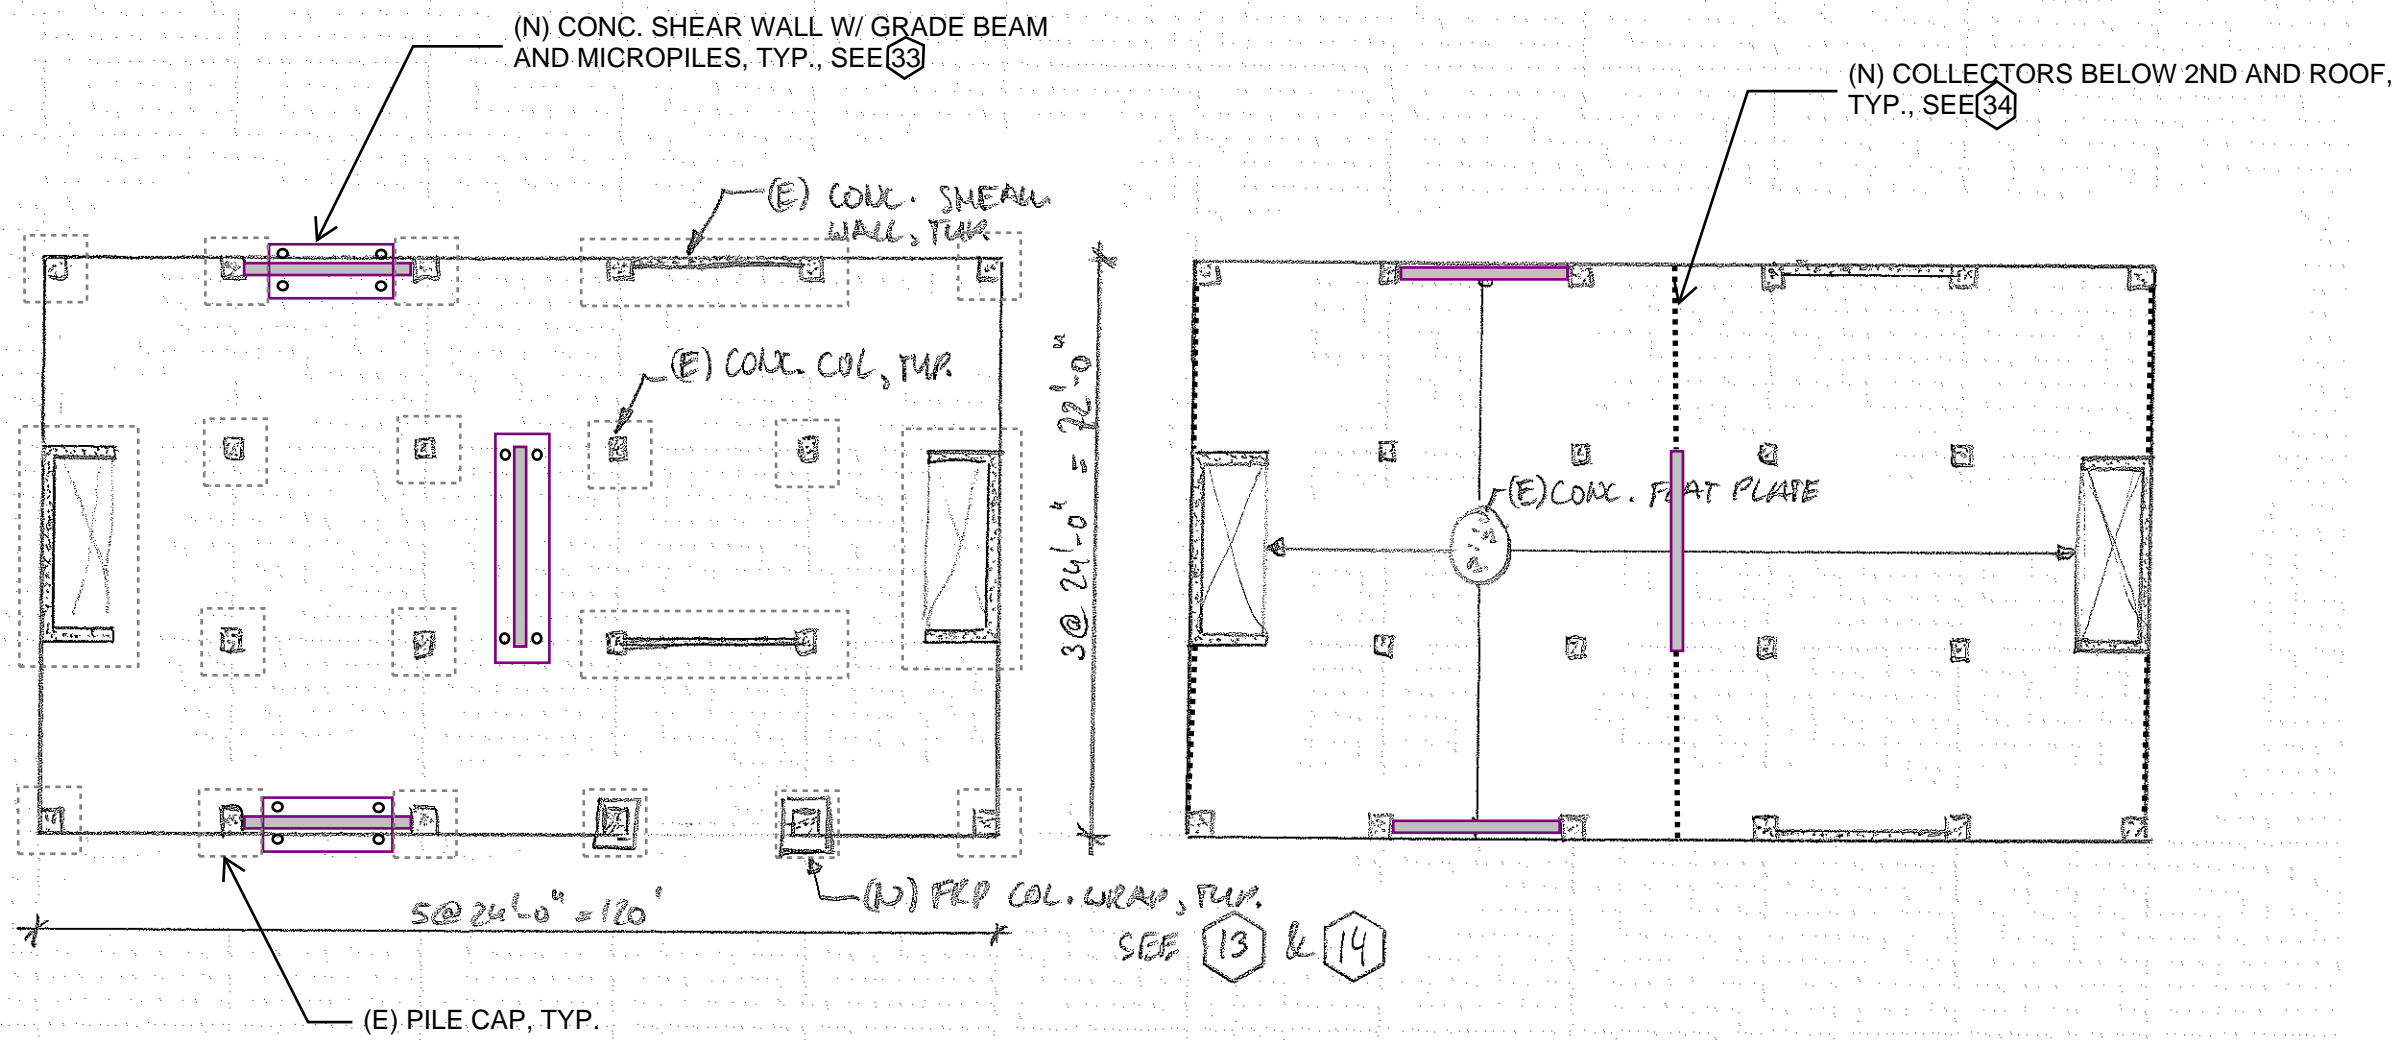 (N) CONC. SHEAR WALL W/ GRADE BEAM
AND MICROPILES, TYP., SEE 33
(N) COLLECTORS BELOW 2ND AND ROOF,
TYP., SEE 34
(E) CONC. SHEAR
WALL, TYP.
(E) CONC. COL, TYP.
3@ 24'-0" = 72'-0"
(E) CONC. FLAT PLATE
5@ 24'-0" = 120'
(N) FRP COL. WRAP, TYP.
SEE 13 & 14
(E) PILE CAP, TYP.